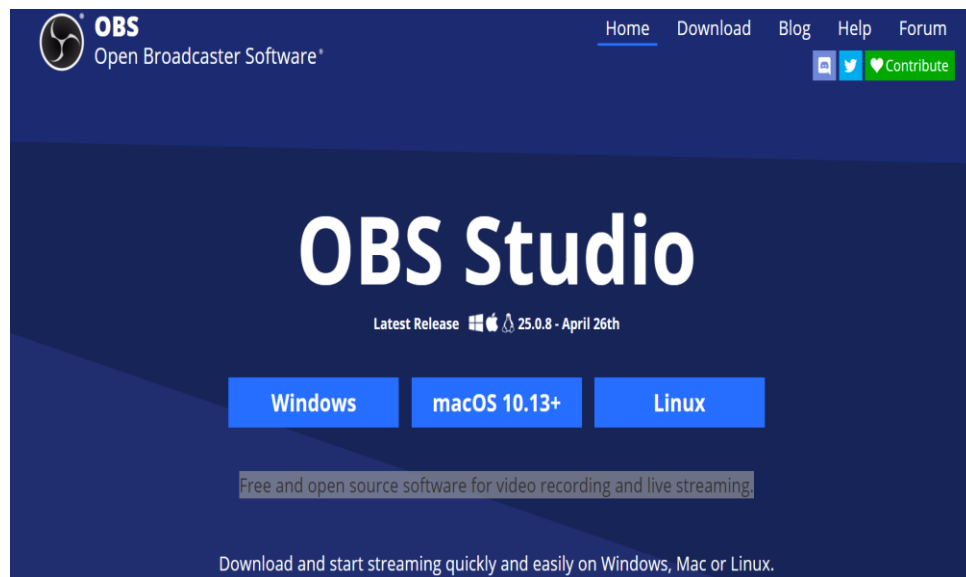 OBS
Open Broadcaster Software®
Home Download Blog Help Forum
Contribute
OBS Studio
Latest Release 25.0.8 - April 26th
Windows macOS 10.13+ Linux
Free and open source software for video recording and live streaming.
Download and start streaming quickly and easily on Windows, Mac or Linux.